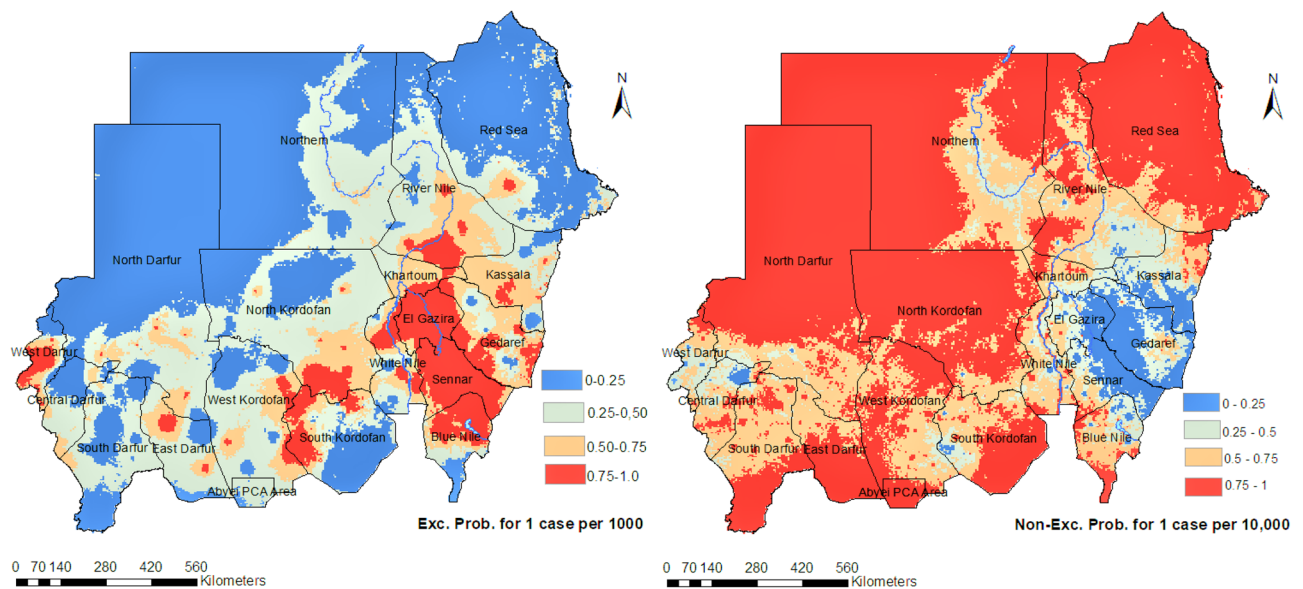 N
Red Sea
Northern
River Nile
North Darfur
Khartoum
Kassala
North Kordofan
El Gazira
Gedaref
West Darfur
White Nile
Sennar
Central Darfur
West Kordofan
South Kordofan
Blue Nile
South Darfur
East Darfur
Abyei PCA Area
0-0.25
0.25-0.50
0.50-0.75
0.75-1.0
Exc. Prob. for 1 case per 1000
0 70 140 280 420 560
Kilometers
N
Red Sea
Northern
River Nile
North Darfur
Khartoum
Kassala
North Kordofan
El Gazira
Gedaref
West Darfur
White Nile
Sennar
Central Darfur
West Kordofan
South Kordofan
Blue Nile
South Darfur
East Darfur
Abyei PCA Area
0 - 0.25
0.25 - 0.5
0.5 - 0.75
0.75 - 1
Non-Exc. Prob. for 1 case per 10,000
0 70 140 280 420 560
Kilometers